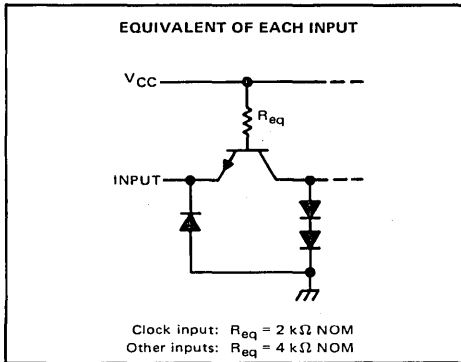 EQUIVALENT OF EACH INPUT
VCC
Req
INPUT
Clock input: Req = 2 kΩ NOM
Other inputs: Req = 4 kΩ NOM